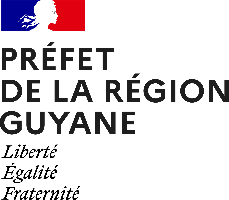 PRÉFET
DE LA RÉGION
GUYANE
Liberté
Égalité
Fraternité